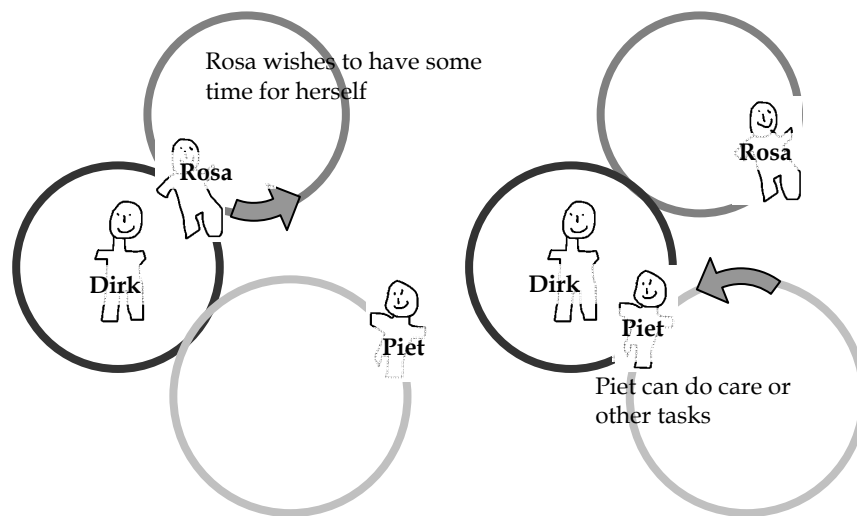 Rosa wishes to have some
time for herself
Rosa
Dirk
Piet
Rosa
Dirk
Piet
Piet can do care or
other tasks